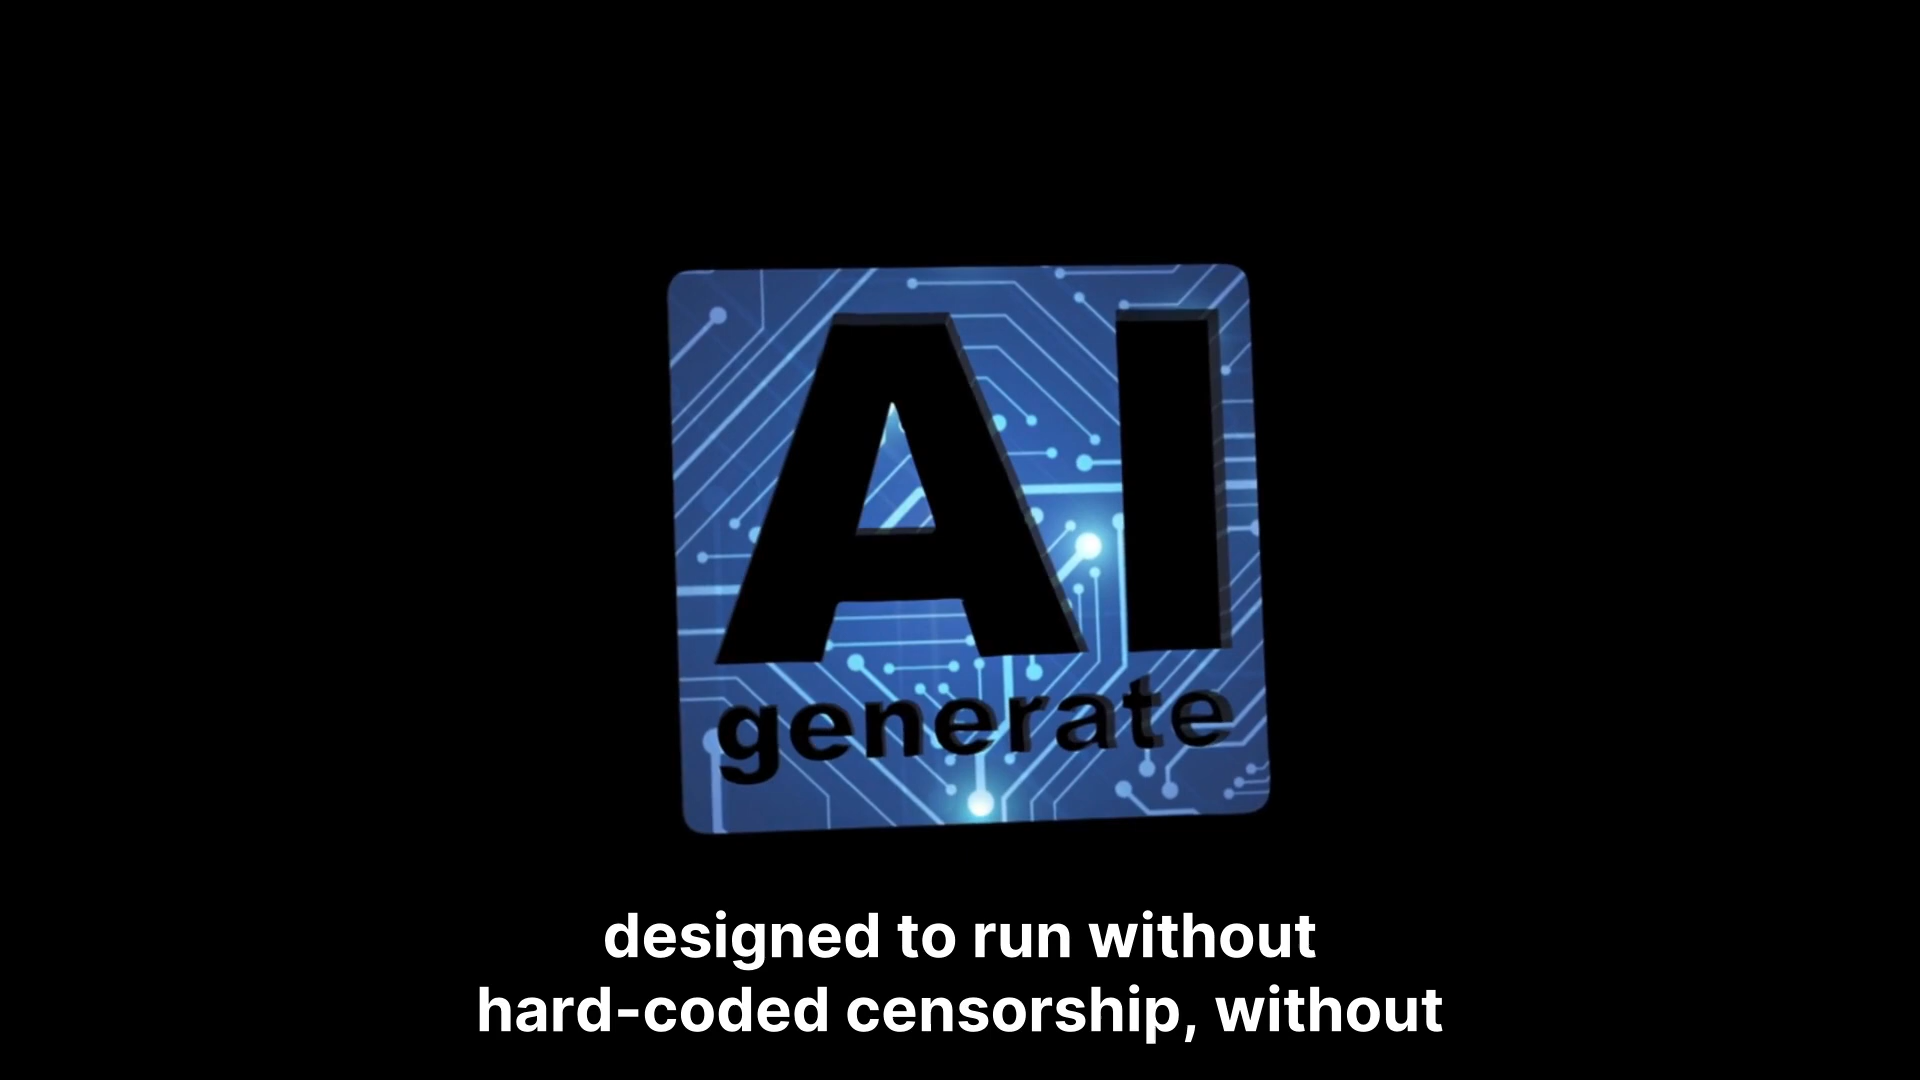 AI
generate
designed to run without
hard-coded censorship, without